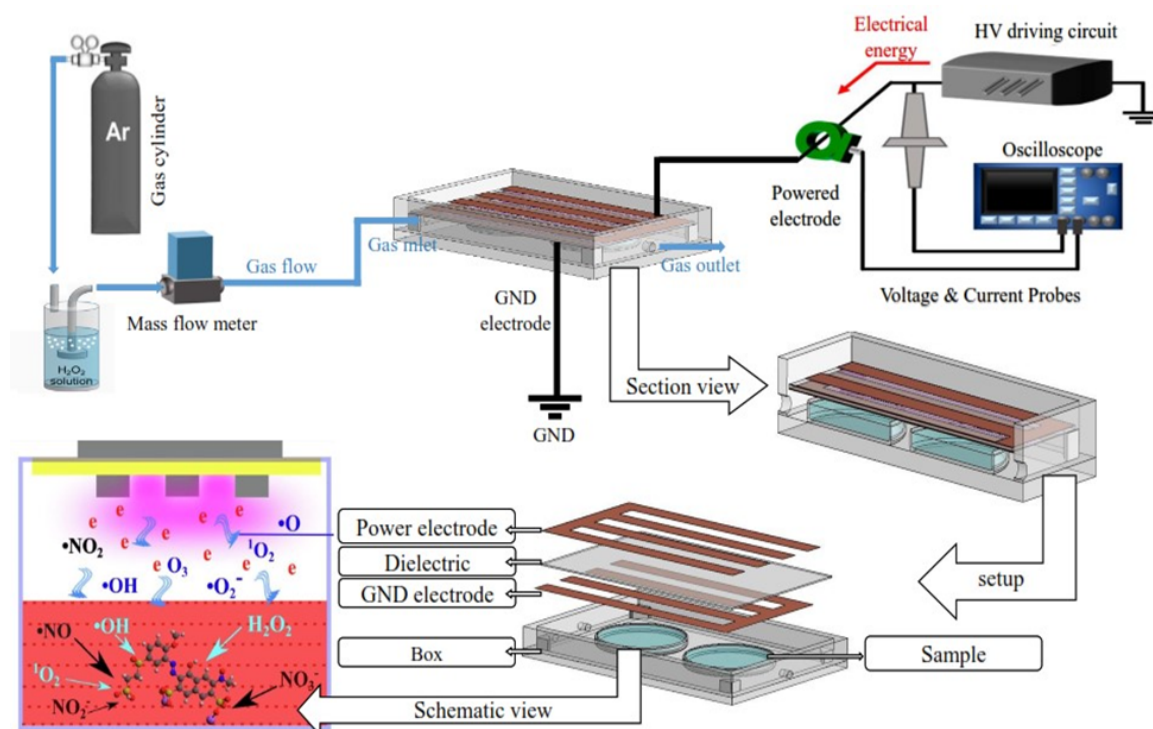 Ar
Gas cylinder
H₂O₂
solution
Mass flow meter
Gas flow
Gas inlet
Gas outlet
GND
electrode
GND
Electrical
energy
HV driving circuit
Powered
electrode
Oscilloscope
Voltage & Current Probes
Section view
setup
Power electrode
Dielectric
GND electrode
Box
Sample
Schematic view
e e e e e e e e
•O
•NO₂
¹O₂
O₃
•OH
•O₂⁻
•NO
•OH
H₂O₂
¹O₂
NO₂⁻
NO₃⁻